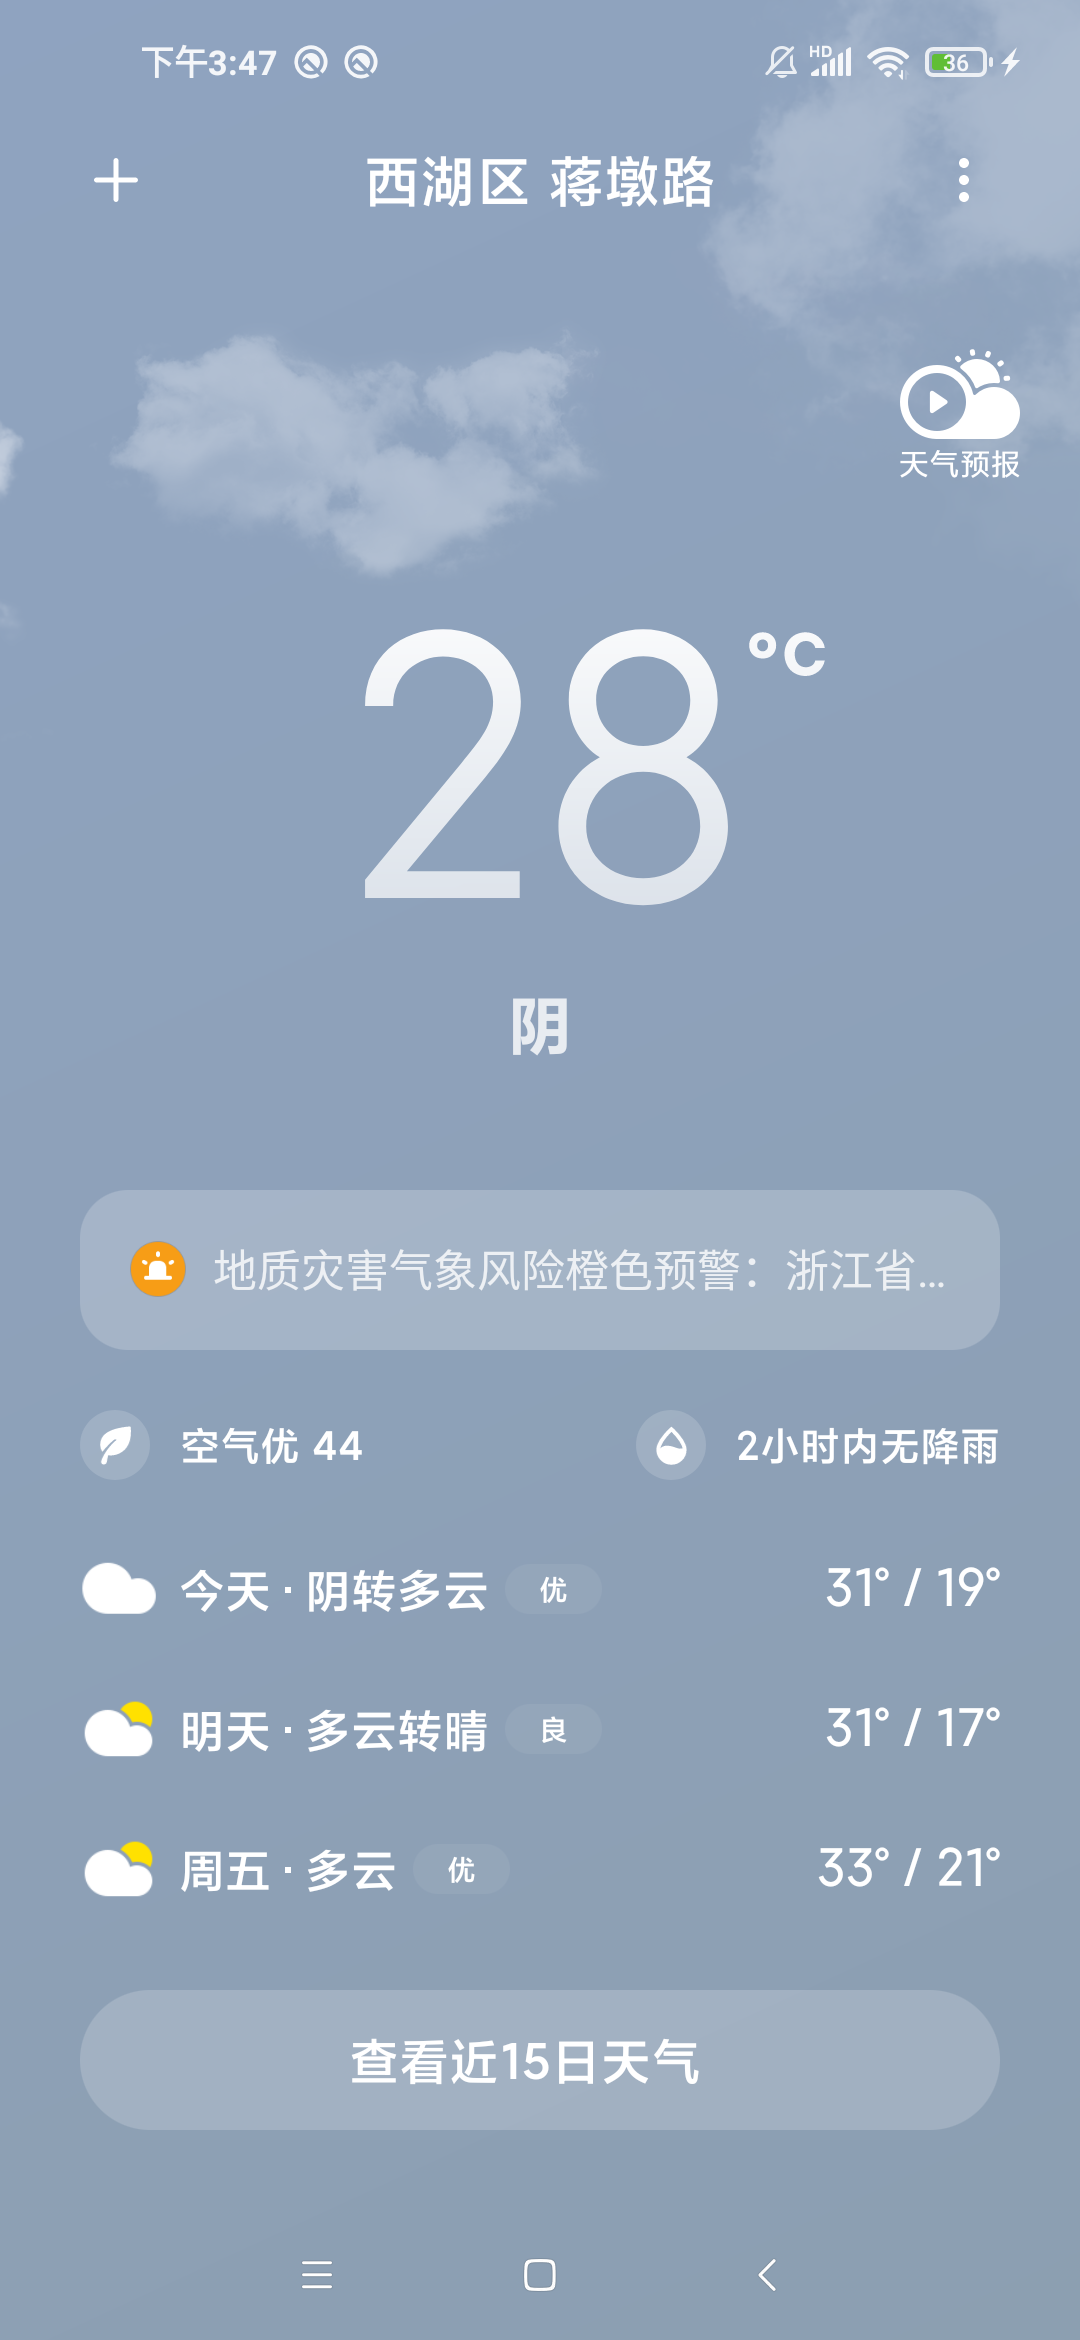 下午3:47
HD
36
西湖区 蒋墩路
天气预报
28
°C
阴
地质灾害气象风险橙色预警：浙江省...
空气优 44
2小时内无降雨
今天 · 阴转多云 优 31° / 19°
明天 · 多云转晴 良 31° / 17°
周五 · 多云 优 33° / 21°
查看近15日天气